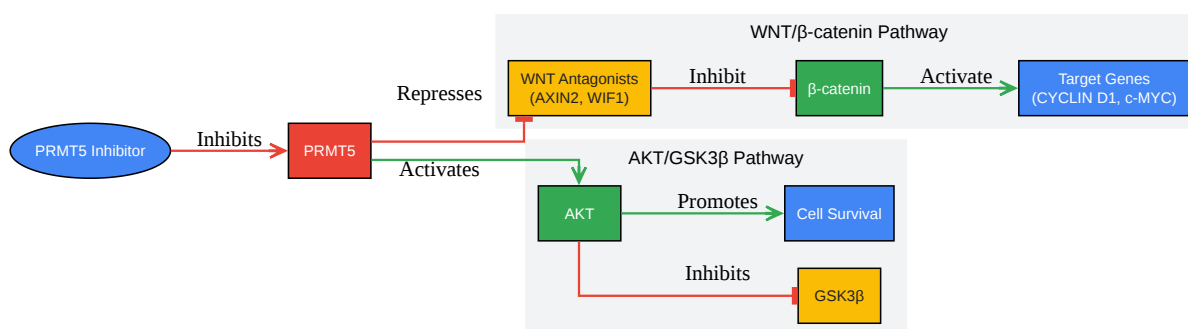 WNT/β-catenin Pathway
WNT Antagonists
(AXIN2, WIF1)
Inhibit
β-catenin
Activate
Target Genes
(CYCLIN D1, c-MYC)
Represses
PRMT5 Inhibitor
Inhibits
PRMT5
Activates
AKT/GSK3β Pathway
AKT
Promotes
Cell Survival
Inhibits
GSK3β